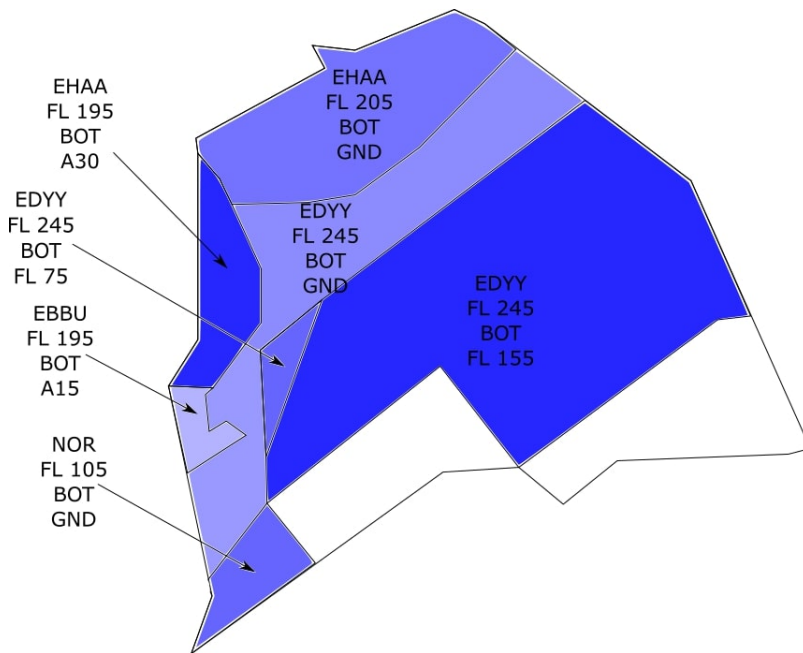 EHAA
FL 205
BOT
GND
EHAA
FL 195
BOT
A30
EDYY
FL 245
BOT
FL 75
EDYY
FL 245
BOT
GND
EDYY
FL 245
BOT
FL 155
EBBU
FL 195
BOT
A15
NOR
FL 105
BOT
GND